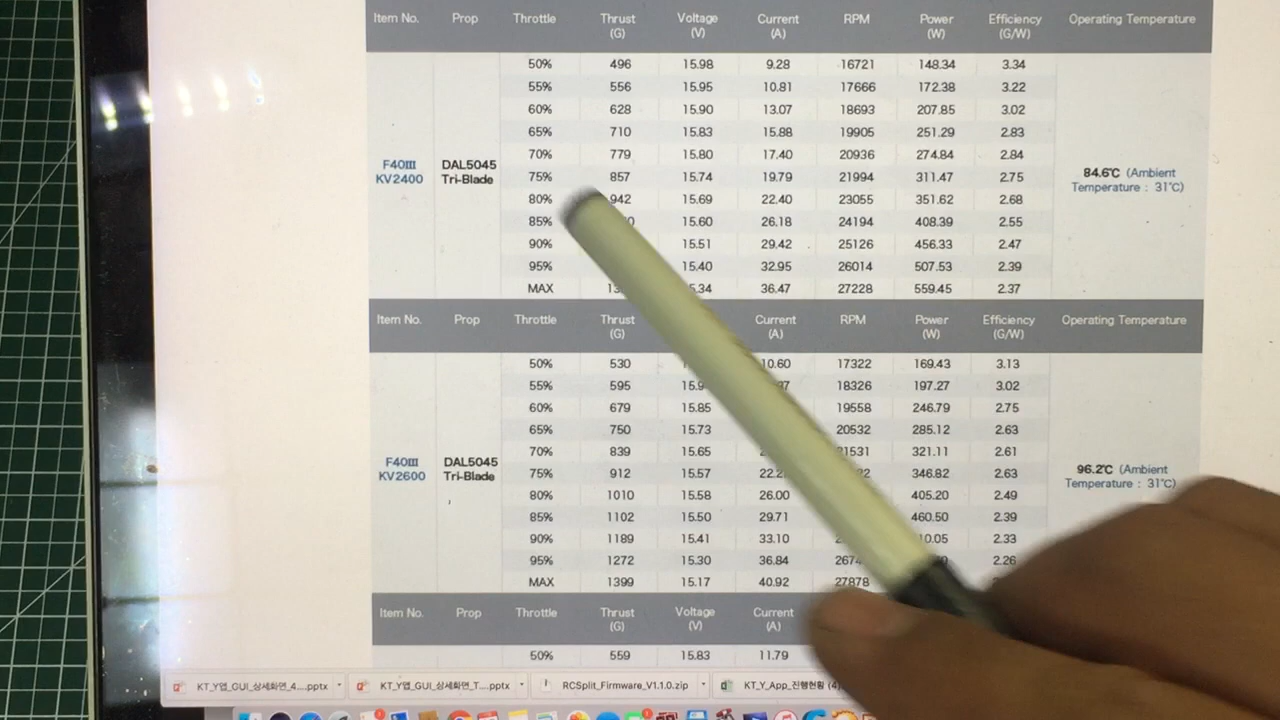 Item No. Prop Throttle Thrust (G) Voltage (V) Current (A) RPM Power (W) Efficiency (G/W) Operating Temperature
50% 496 15.98 9.28 16721 148.34 3.34
55% 556 15.95 10.81 17666 172.38 3.22
60% 628 15.90 13.07 18693 207.85 3.02
65% 710 15.83 15.88 19905 251.29 2.83
70% 779 15.80 17.40 20936 274.84 2.84
F40III KV2400 DAL5045 Tri-Blade 75% 857 15.74 19.79 21994 311.47 2.75 84.6℃ (Ambient Temperature : 31℃)
80% 942 15.69 22.40 23055 351.62 2.68
85% 15.60 26.18 24194 408.39 2.55
90% 15.51 29.42 25126 456.33 2.47
95% 15.40 32.95 26014 507.53 2.39
MAX 36.47 27228 559.45 2.37
Item No. Prop Throttle Thrust (G) Current (A) RPM Power (W) Efficiency (G/W) Operating Temperature
50% 530 10.60 17322 169.43 3.13
55% 595 18326 197.27 3.02
60% 679 15.85 19558 246.79 2.75
65% 750 15.73 20532 285.12 2.63
70% 839 15.65 321.11 2.61
F40III KV2600 DAL5045 Tri-Blade 75% 912 15.57 346.82 2.63 96.2℃ (Ambient Temperature : 31℃)
80% 1010 15.58 26.00 405.20 2.49
85% 1102 15.50 29.71 460.50 2.39
90% 1189 15.41 33.10 2.33
95% 1272 15.30 36.84 2.26
MAX 1399 15.17 40.92 27878
Item No. Prop Throttle Thrust (G) Voltage (V) Current (A)
50% 559 15.83 11.79
KT_Y앱_GUI_상세화면_4....pptx KT_Y앱_GUI_상세화면_T....pptx RCSplit_Firmware_V1.1.0.zip KT_Y_App_진행현황 (4)